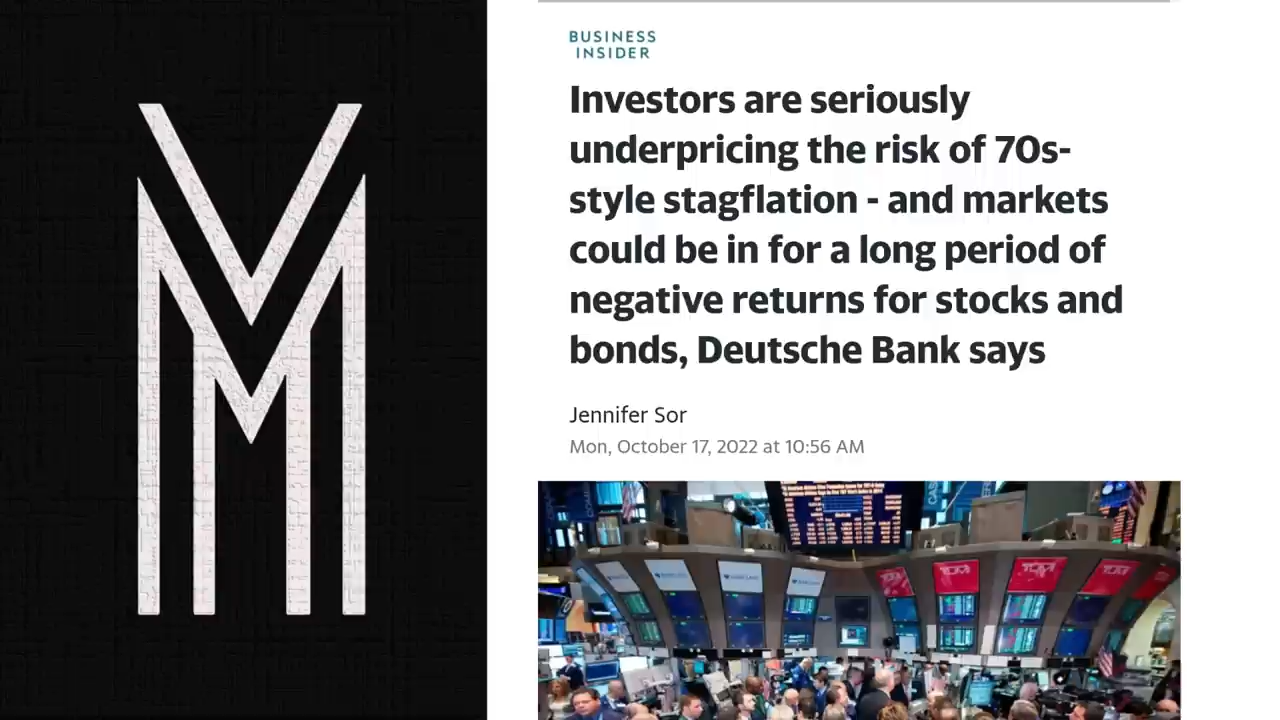 BUSINESS
INSIDER
Investors are seriously
underpricing the risk of 70s-
style stagflation - and markets
could be in for a long period of
negative returns for stocks and
bonds, Deutsche Bank says
Jennifer Sor
Mon, October 17, 2022 at 10:56 AM